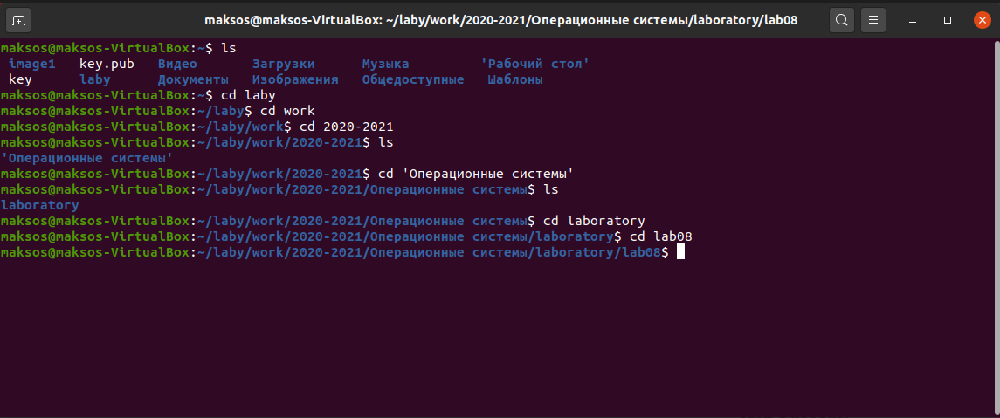 maksos@maksos-VirtualBox: ~/laby/work/2020-2021/Операционные системы/laboratory/lab08
maksos@maksos-VirtualBox:~$ ls
image1 key.pub Видео Загрузки Музыка 'Рабочий стол'
key laby Документы Изображения Общедоступные Шаблоны
maksos@maksos-VirtualBox:~$ cd laby
maksos@maksos-VirtualBox:~/laby$ cd work
maksos@maksos-VirtualBox:~/laby/work$ cd 2020-2021
maksos@maksos-VirtualBox:~/laby/work/2020-2021$ ls
'Операционные системы'
maksos@maksos-VirtualBox:~/laby/work/2020-2021$ cd 'Операционные системы'
maksos@maksos-VirtualBox:~/laby/work/2020-2021/Операционные системы$ ls
laboratory
maksos@maksos-VirtualBox:~/laby/work/2020-2021/Операционные системы$ cd laboratory
maksos@maksos-VirtualBox:~/laby/work/2020-2021/Операционные системы/laboratory$ cd lab08
maksos@maksos-VirtualBox:~/laby/work/2020-2021/Операционные системы/laboratory/lab08$